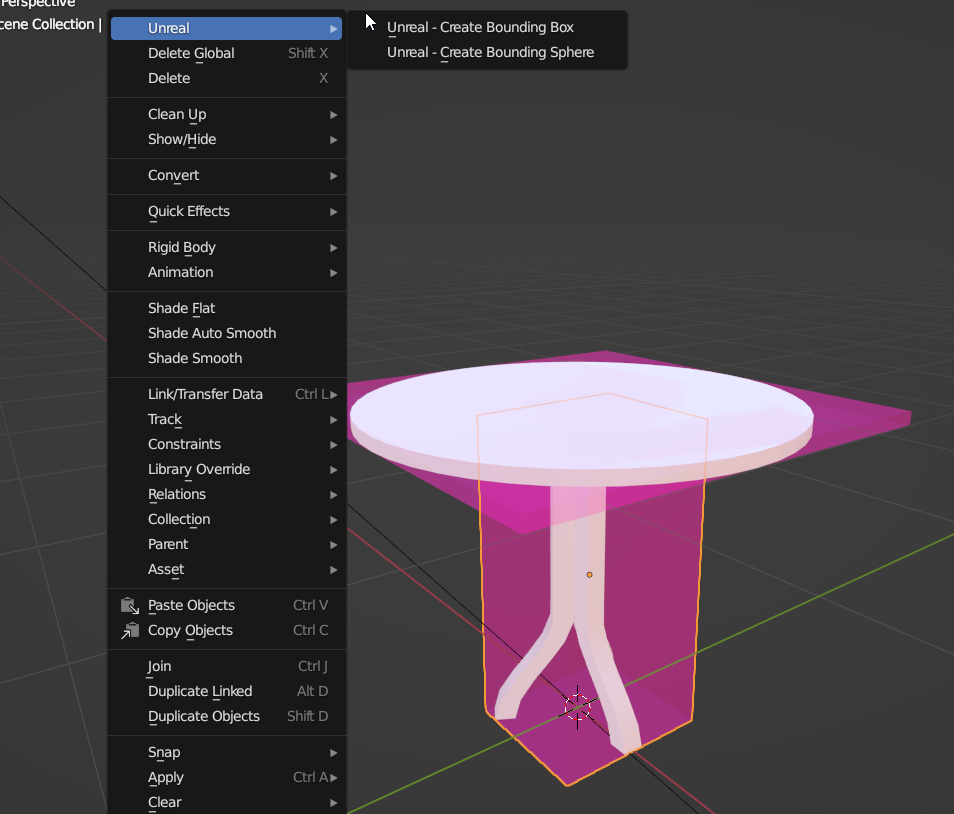 Perspective
cene Collection |
Unreal
Unreal - Create Bounding Box
Delete Global Shift X
Unreal - Create Bounding Sphere
Delete X
Clean Up
Show/Hide
Convert
Quick Effects
Rigid Body
Animation
Shade Flat
Shade Auto Smooth
Shade Smooth
Link/Transfer Data Ctrl L
Track
Constraints
Library Override
Relations
Collection
Parent
Asset
Paste Objects Ctrl V
Copy Objects Ctrl C
Join Ctrl J
Duplicate Linked Alt D
Duplicate Objects Shift D
Snap
Apply Ctrl A
Clear